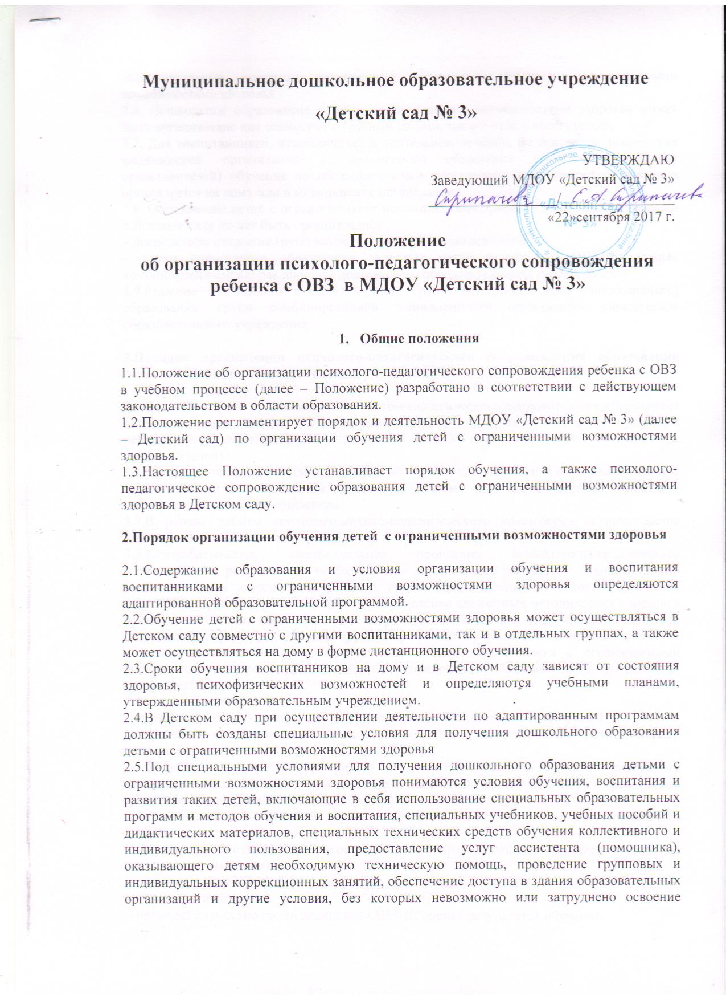 Муниципальное дошкольное образовательное учреждение
«Детский сад № 3»
УТВЕРЖДАЮ
Заведующий МДОУ «Детский сад № 3»
«Детский сад
№ 3»
«22»сентября 2017 г.
Положение
об организации психолого-педагогического сопровождения
ребенка с ОВЗ в МДОУ «Детский сад № 3»
1. Общие положения
1.1.Положение об организации психолого-педагогического сопровождения ребенка с ОВЗ
в учебном процессе (далее – Положение) разработано в соответствии с действующем
законодательством в области образования.
1.2.Положение регламентирует порядок и деятельность МДОУ «Детский сад № 3» (далее
– Детский сад) по организации обучения детей с ограниченными возможностями
здоровья.
1.3.Настоящее Положение устанавливает порядок обучения, а также психолого-
педагогическое сопровождение образования детей с ограниченными возможностями
здоровья в Детском саду.
2.Порядок организации обучения детей с ограниченными возможностями здоровья
2.1.Содержание образования и условия организации обучения и воспитания
воспитанниками с ограниченными возможностями здоровья определяются
адаптированной образовательной программой.
2.2.Обучение детей с ограниченными возможностями здоровья может осуществляться в
Детском саду совместно с другими воспитанниками, так и в отдельных группах, а также
может осуществляться на дому в форме дистанционного обучения.
2.3.Сроки обучения воспитанников на дому и в Детском саду зависят от состояния
здоровья, психофизических возможностей и определяются учебными планами,
утвержденными образовательным учреждением.
2.4.В Детском саду при осуществлении деятельности по адаптированным программам
должны быть созданы специальные условия для получения дошкольного образования
детьми с ограниченными возможностями здоровья
2.5.Под специальными условиями для получения дошкольного образования детьми с
ограниченными возможностями здоровья понимаются условия обучения, воспитания и
развития таких детей, включающие в себя использование специальных образовательных
программ и методов обучения и воспитания, специальных учебников, учебных пособий и
дидактических материалов, специальных технических средств обучения коллективного и
индивидуального пользования, предоставление услуг ассистента (помощника),
оказывающего детям необходимую техническую помощь, проведение групповых и
индивидуальных коррекционных занятий, обеспечение доступа в здания образовательных
организаций и другие условия, без которых невозможно или затруднено освоение